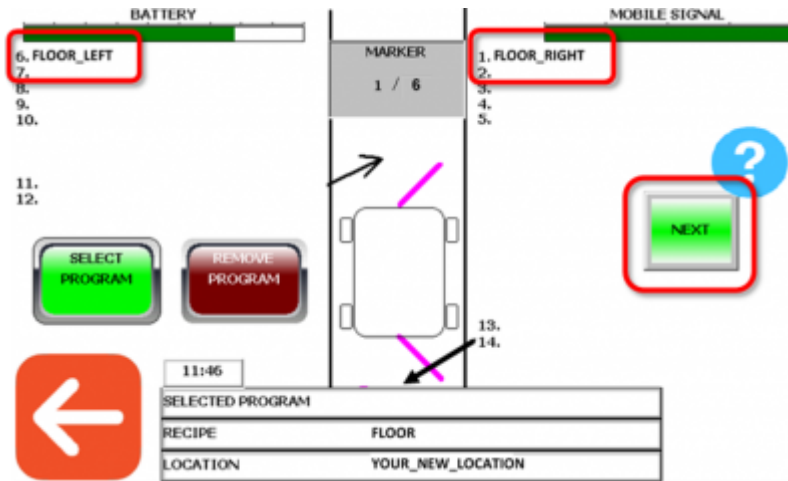 BATTERY
MOBILE SIGNAL
6. FLOOR_LEFT
7.
8.
9.
10.
11.
12.
MARKER
1 / 6
1. FLOOR_RIGHT
2.
3.
4.
5.
?
NEXT
SELECT
PROGRAM
REMOVE
PROGRAM
13.
14.
11:46
SELECTED PROGRAM
RECIPE FLOOR
LOCATION YOUR_NEW_LOCATION